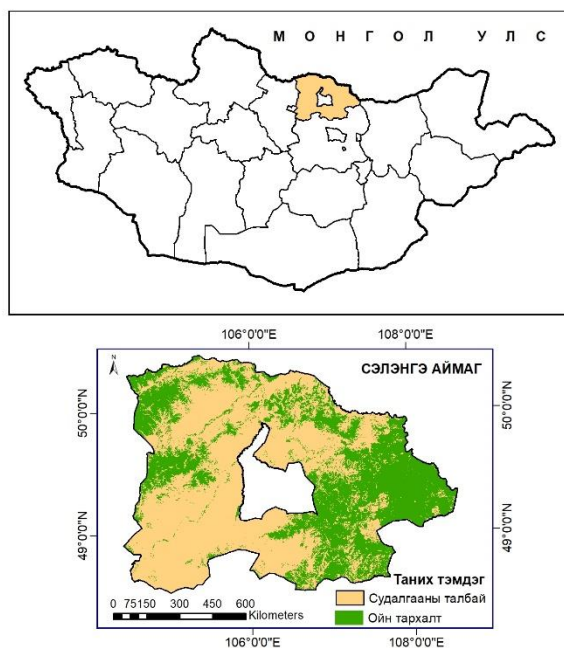 МОНГОЛ УЛС
106°0'0"E 108°0'0"E
N
СЭЛЭНГЭ АЙМАГ
50°0'0"N 50°0'0"N
49°0'0"N 49°0'0"N
Таних тэмдэг
Судалгааны талбай
Ойн тархалт
0 75150 300 450 600
Kilometers
106°0'0"E 108°0'0"E